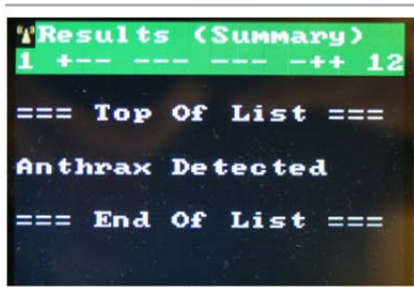 Results (Summary)
1 +-- --- --- -++ 12
=== Top Of List ===
Anthrax Detected
=== End Of List ===